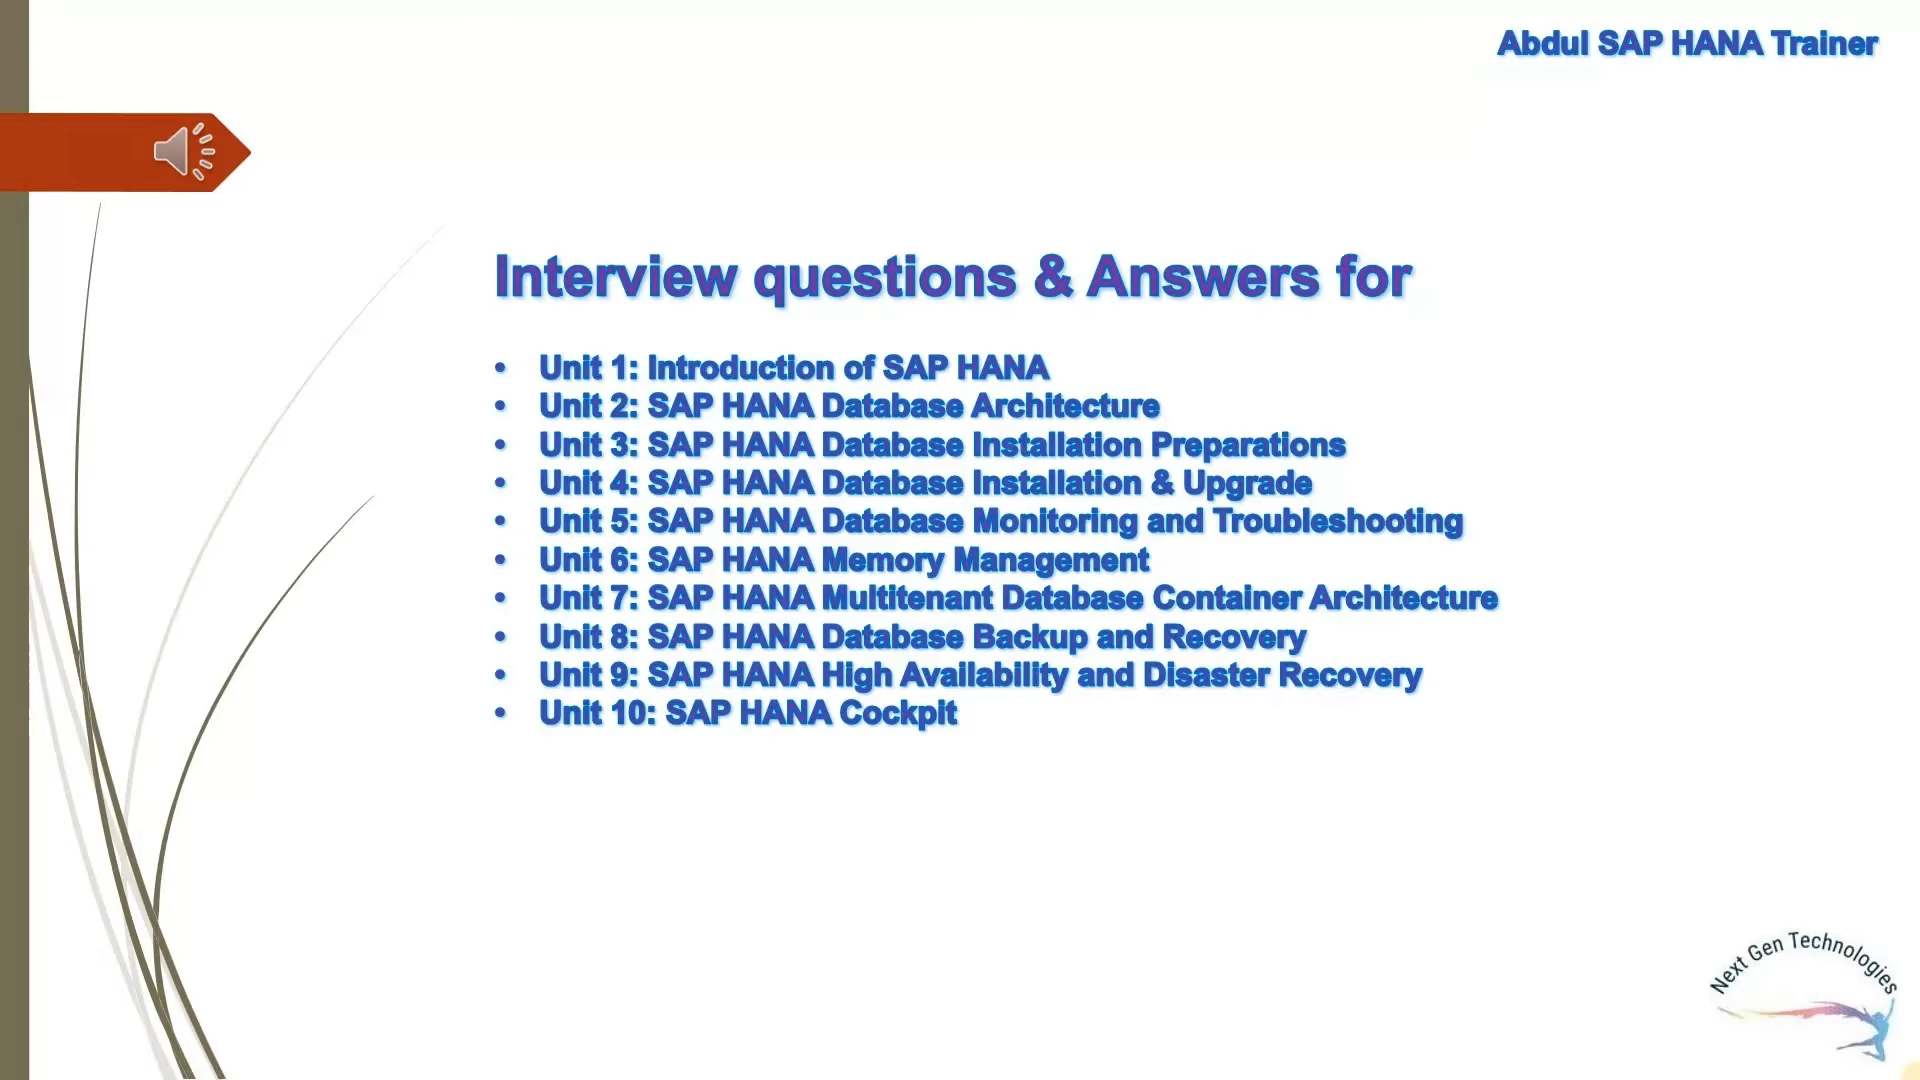 Abdul SAP HANA Trainer
Interview questions & Answers for
• Unit 1: Introduction of SAP HANA
• Unit 2: SAP HANA Database Architecture
• Unit 3: SAP HANA Database Installation Preparations
• Unit 4: SAP HANA Database Installation & Upgrade
• Unit 5: SAP HANA Database Monitoring and Troubleshooting
• Unit 6: SAP HANA Memory Management
• Unit 7: SAP HANA Multitenant Database Container Architecture
• Unit 8: SAP HANA Database Backup and Recovery
• Unit 9: SAP HANA High Availability and Disaster Recovery
• Unit 10: SAP HANA Cockpit
Next Gen Technologies